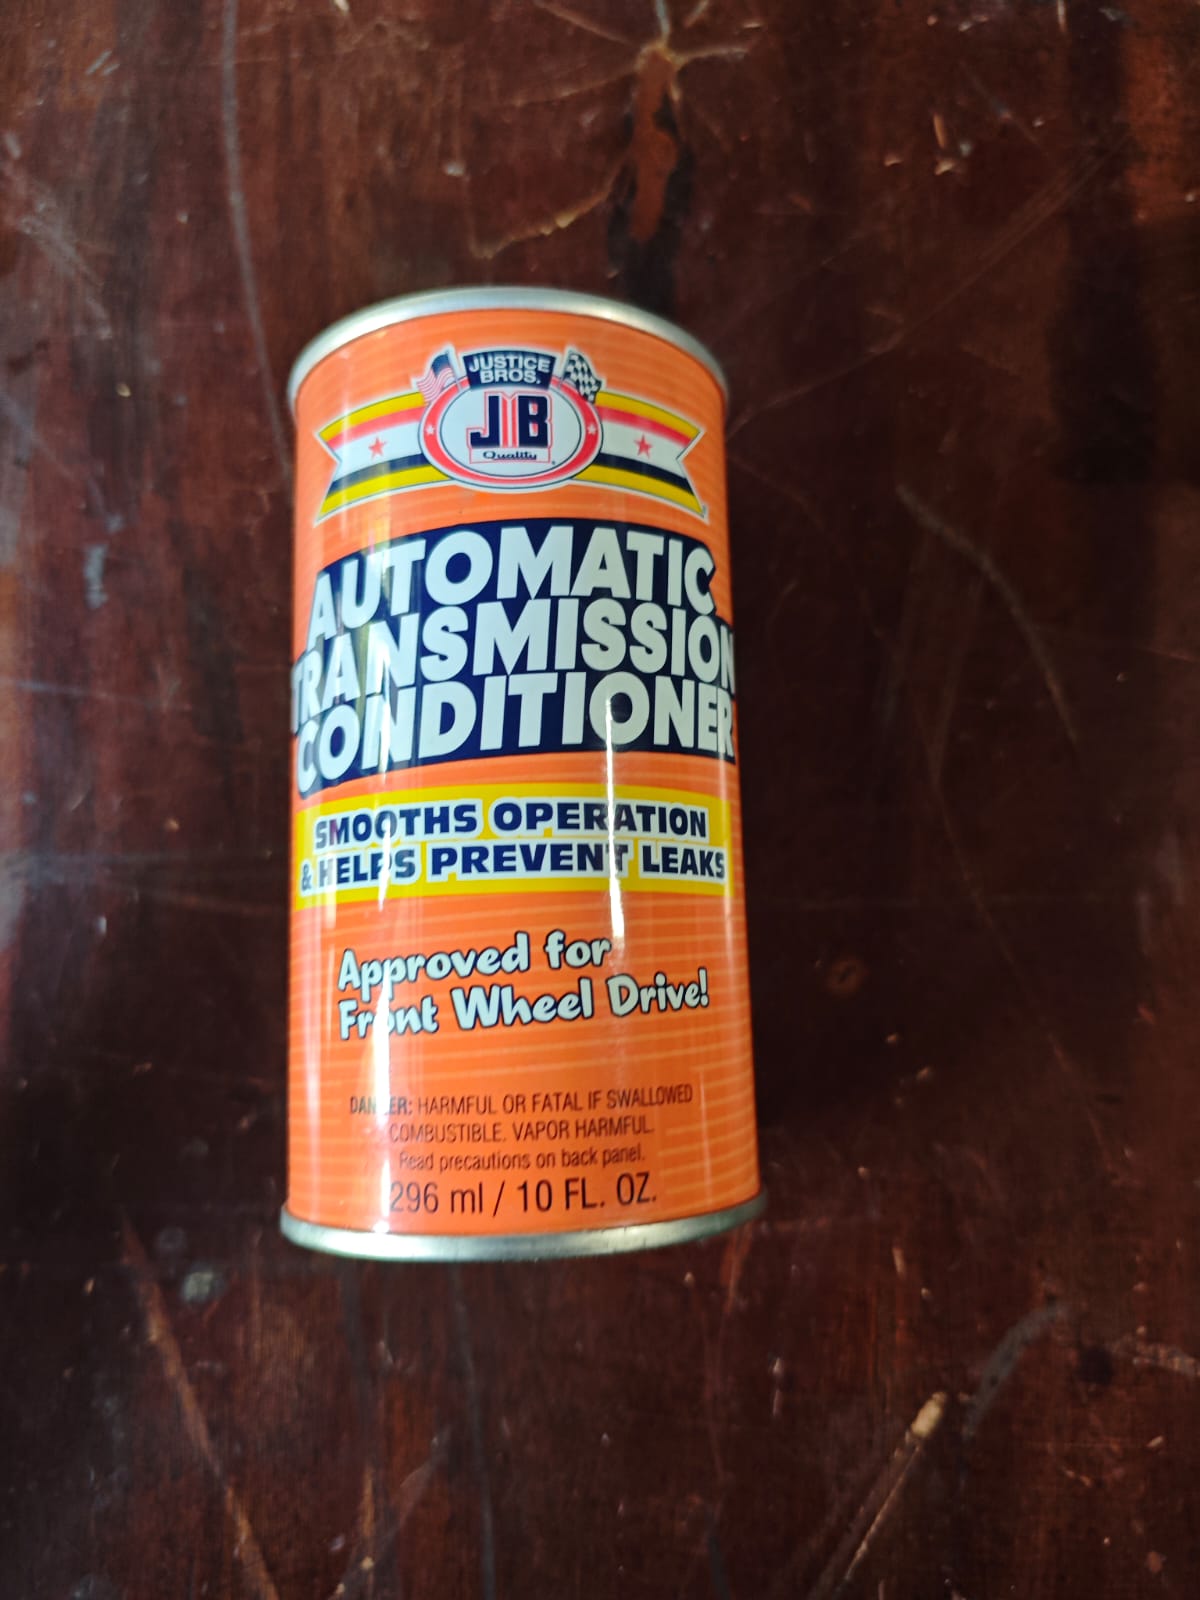 JUSTICE
BROS.
JB
Quality
AUTOMATIC
TRANSMISSION
CONDITIONER
SMOOTHS OPERATION
& HELPS PREVENT LEAKS
Approved for
Front Wheel Drive!
DANGER: HARMFUL OR FATAL IF SWALLOWED
COMBUSTIBLE. VAPOR HARMFUL.
Read precautions on back panel.
296 ml / 10 FL. OZ.